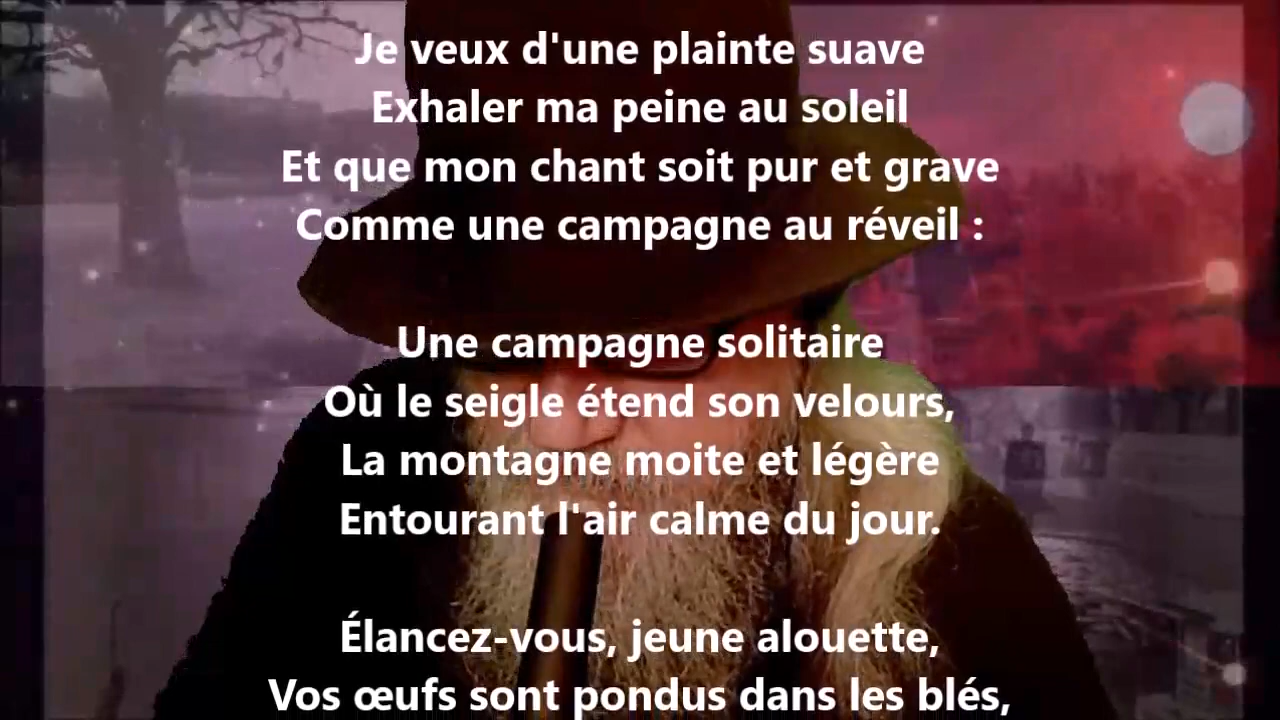 Je veux d'une plainte suave
Exhaler ma peine au soleil
Et que mon chant soit pur et grave
Comme une campagne au réveil :
Une campagne solitaire
Où le seigle étend son velours,
La montagne moite et légère
Entourant l'air calme du jour.
Élancez-vous, jeune alouette,
Vos œufs sont pondus dans les blés,